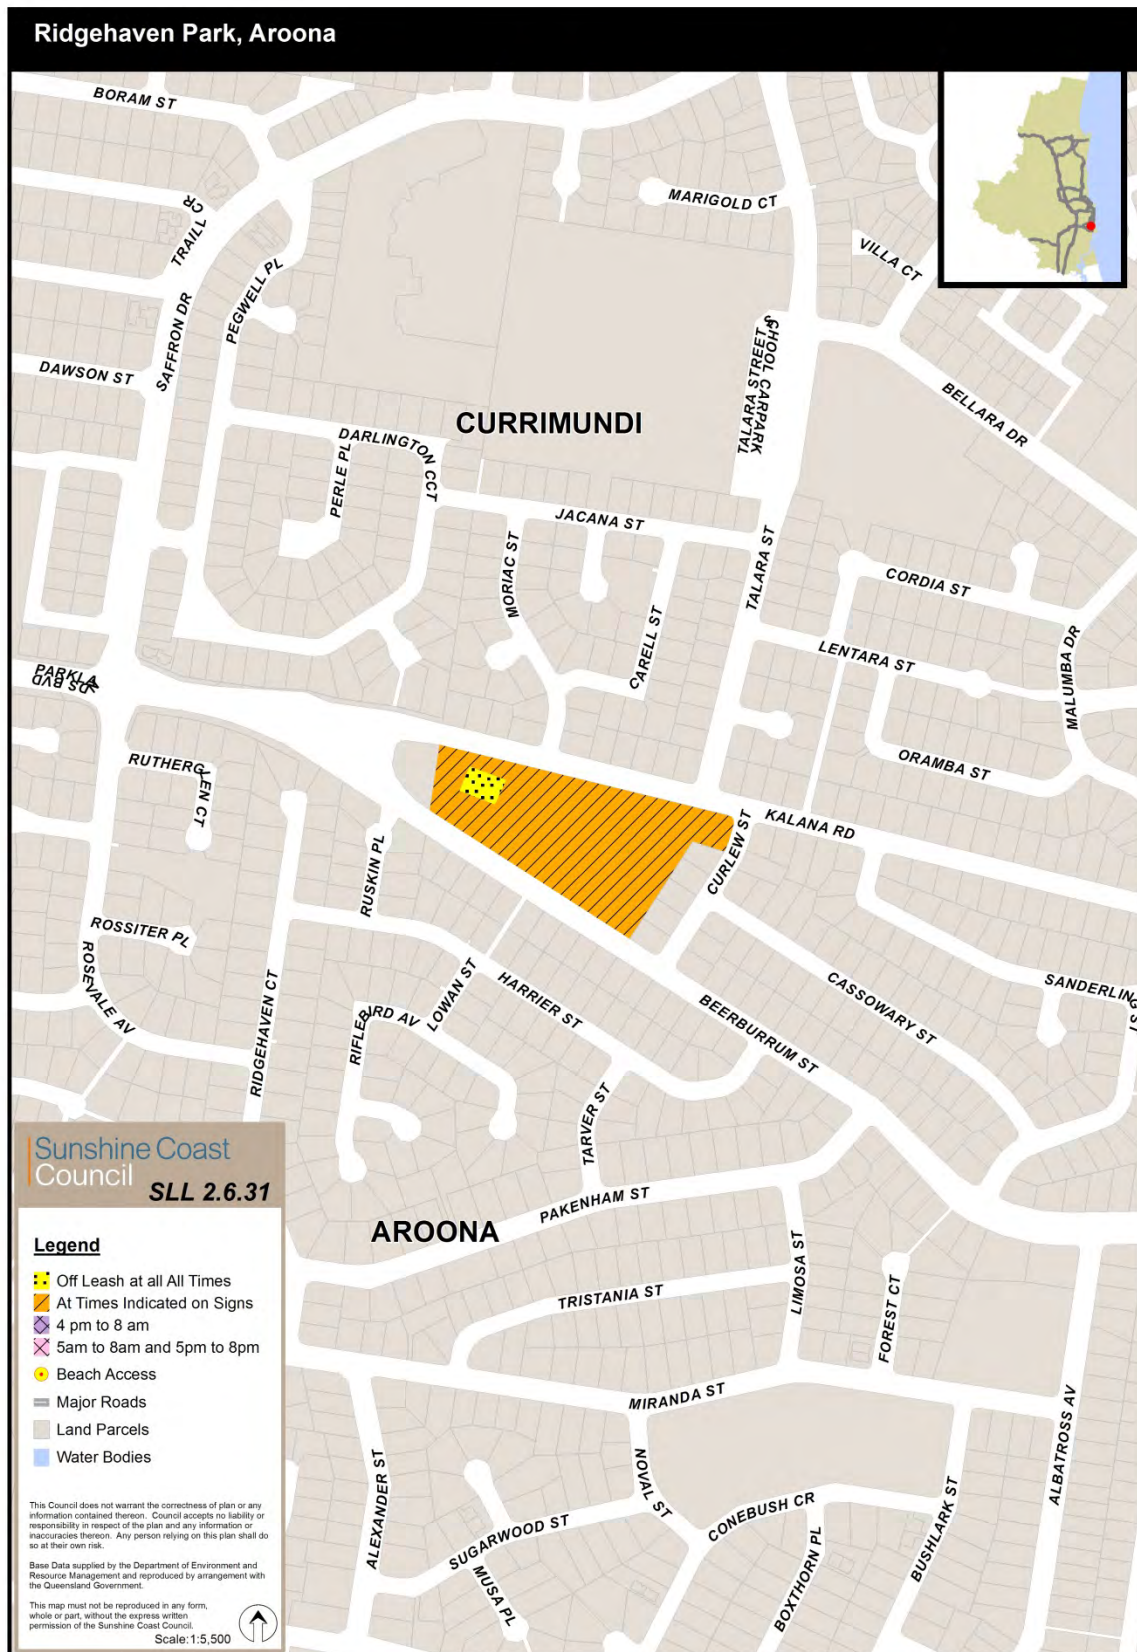 Ridgehaven Park, Aroona
BORAM ST
MARIGOLD CT
TRAILL CR
VILLA CT
PEGWELL PL
SAFFRON DR
DAWSON ST
TALARA STREET SCHOOL CARPARK
BELLARA DR
CURRIMUNDI
DARLINGTON CCT
PERLE PL
JACANA ST
MORIAC ST
TALARA ST
CORDIA ST
CARELL ST
LENTARA ST
MALUMBA DR
PARKLANDS BVD
ORAMBA ST
RUTHERGLEN CT
KALANA RD
CURLEW ST
RUSKIN PL
ROSSITER PL
ROSEVALE AV
RIDGEHAVEN CT
LOWAN ST
HARRIER ST
CASSOWARY ST
SANDERLING ST
RIFLEBIRD AV
BEERBURRUM ST
TARVER ST
PAKENHAM ST
AROONA
LIMOSA ST
TRISTANIA ST
FOREST CT
MIRANDA ST
ALBATROSS AV
ALEXANDER ST
NOVAL ST
SUGARWOOD ST
CONEBUSH CR
BUSHLARK ST
MUSA PL
BOXTHORN PL
Sunshine Coast
Council
SLL 2.6.31
Legend
Off Leash at all All Times
At Times Indicated on Signs
4 pm to 8 am
5am to 8am and 5pm to 8pm
Beach Access
Major Roads
Land Parcels
Water Bodies
This Council does not warrant the correctness of plan or any
information contained thereon. Council accepts no liability or
responsibility in respect of the plan and any information or
inaccuracies thereon. Any person relying on this plan shall do
so at their own risk.
Base Data supplied by the Department of Environment and
Resource Management and reproduced by arrangement with
the Queensland Government.
This map must not be reproduced in any form,
whole or part, without the express written
permission of the Sunshine Coast Council.
Scale:1:5,500